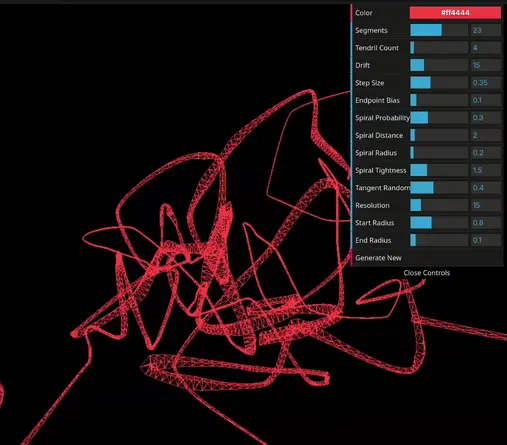 Color #ff4444
Segments 23
Tendril Count 4
Drift 15
Step Size 0.35
Endpoint Bias 0.1
Spiral Probability 0.3
Spiral Distance 2
Spiral Radius 0.2
Spiral Tightness 1.5
Tangent Random 0.4
Resolution 15
Start Radius 0.8
End Radius 0.1
Generate New
Close Controls